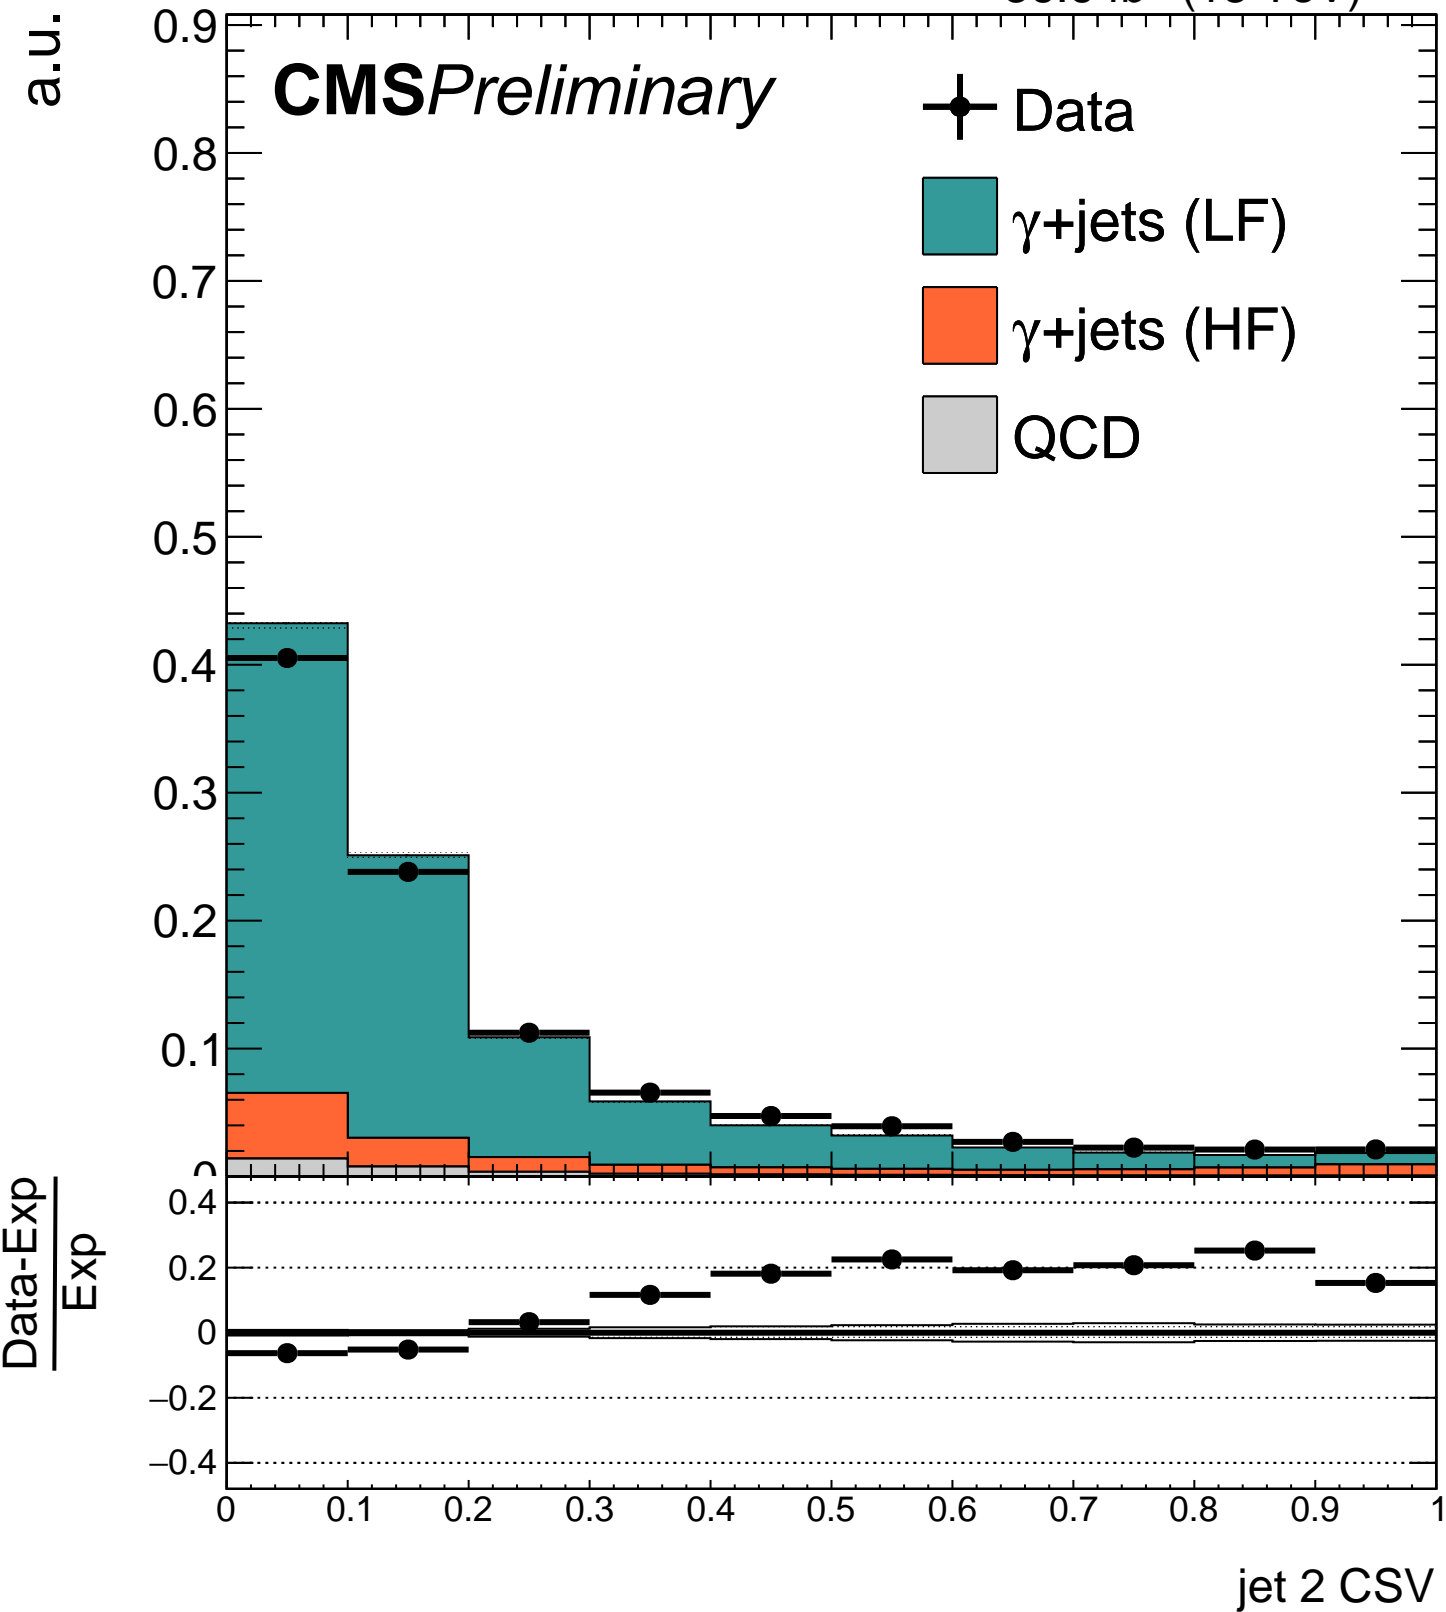 a.u.
CMS Preliminary
Data
γ+jets (LF)
γ+jets (HF)
QCD
0.9
0.8
0.7
0.6
0.5
0.4
0.3
0.2
0.1
0
Data-Exp
Exp
0.4
0.2
0
−0.2
−0.4
0 0.1 0.2 0.3 0.4 0.5 0.6 0.7 0.8 0.9 1
jet 2 CSV